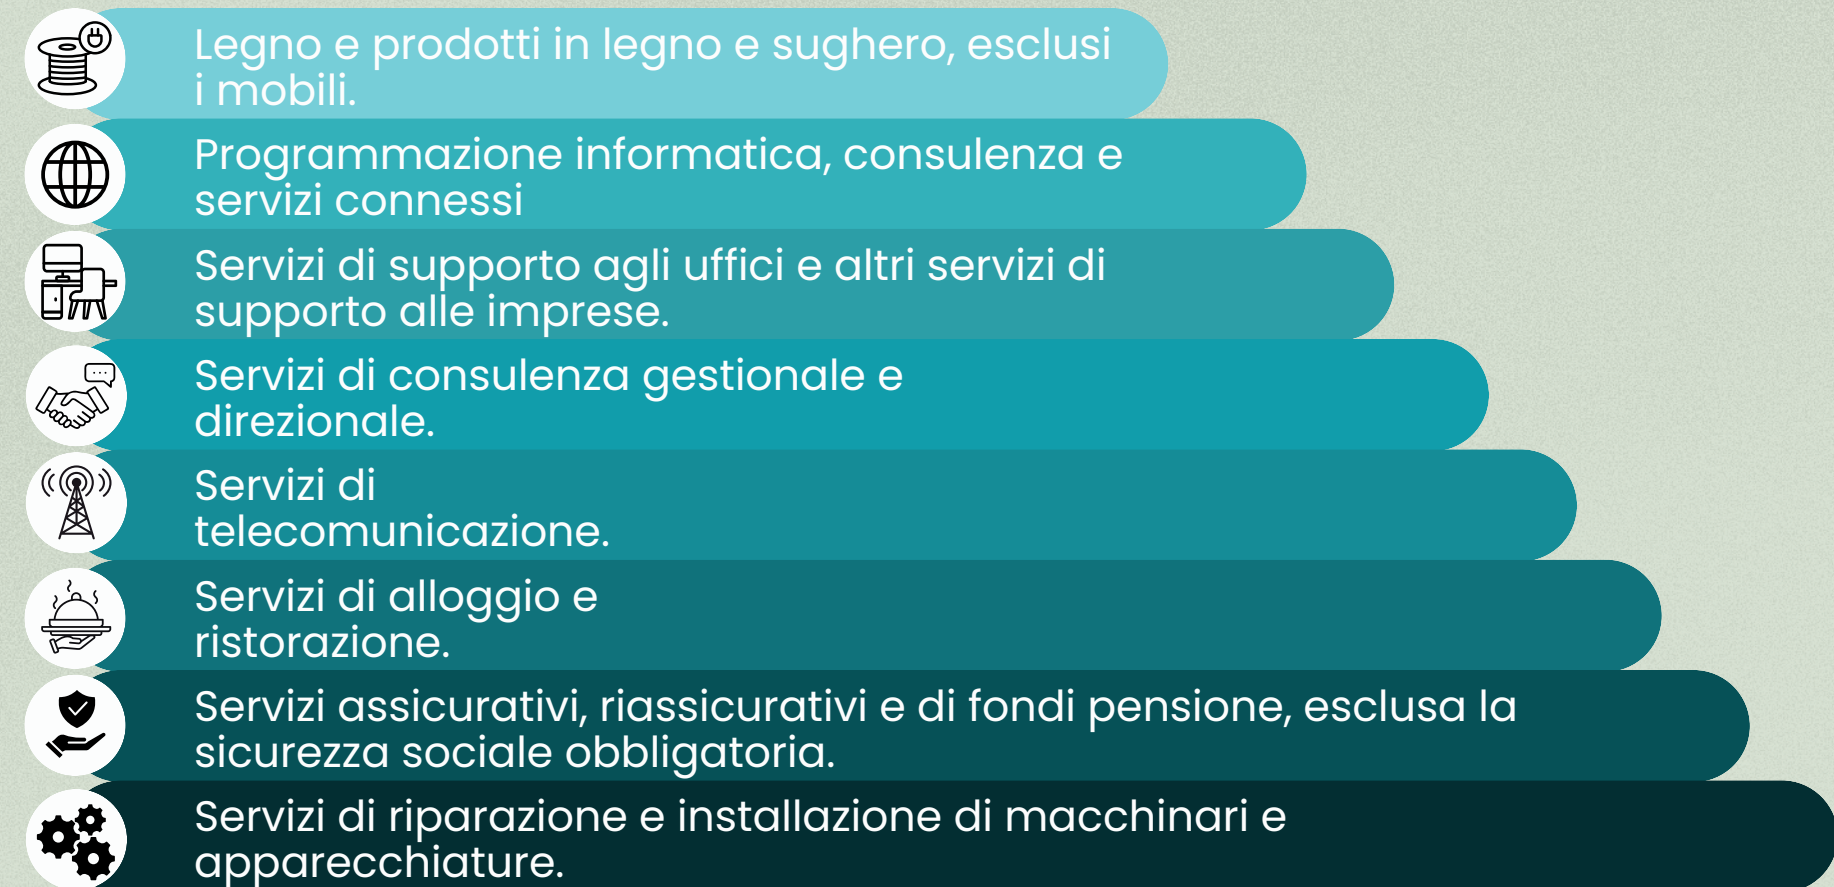 Legno e prodotti in legno e sughero, esclusi
i mobili.
Programmazione informatica, consulenza e
servizi connessi
Servizi di supporto agli uffici e altri servizi di
supporto alle imprese.
Servizi di consulenza gestionale e
direzionale.
Servizi di
telecomunicazione.
Servizi di alloggio e
ristorazione.
Servizi assicurativi, riassicurativi e di fondi pensione, esclusa la
sicurezza sociale obbligatoria.
Servizi di riparazione e installazione di macchinari e
apparecchiature.